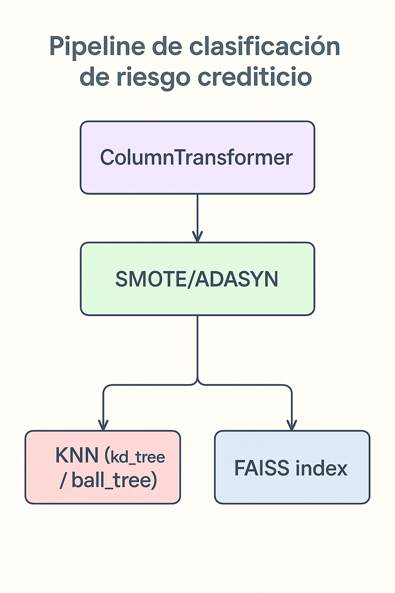 Pipeline de clasificación
de riesgo crediticio
ColumnTransformer
SMOTE/ADASYN
KNN (kd_tree
/ ball_tree)
FAISS index